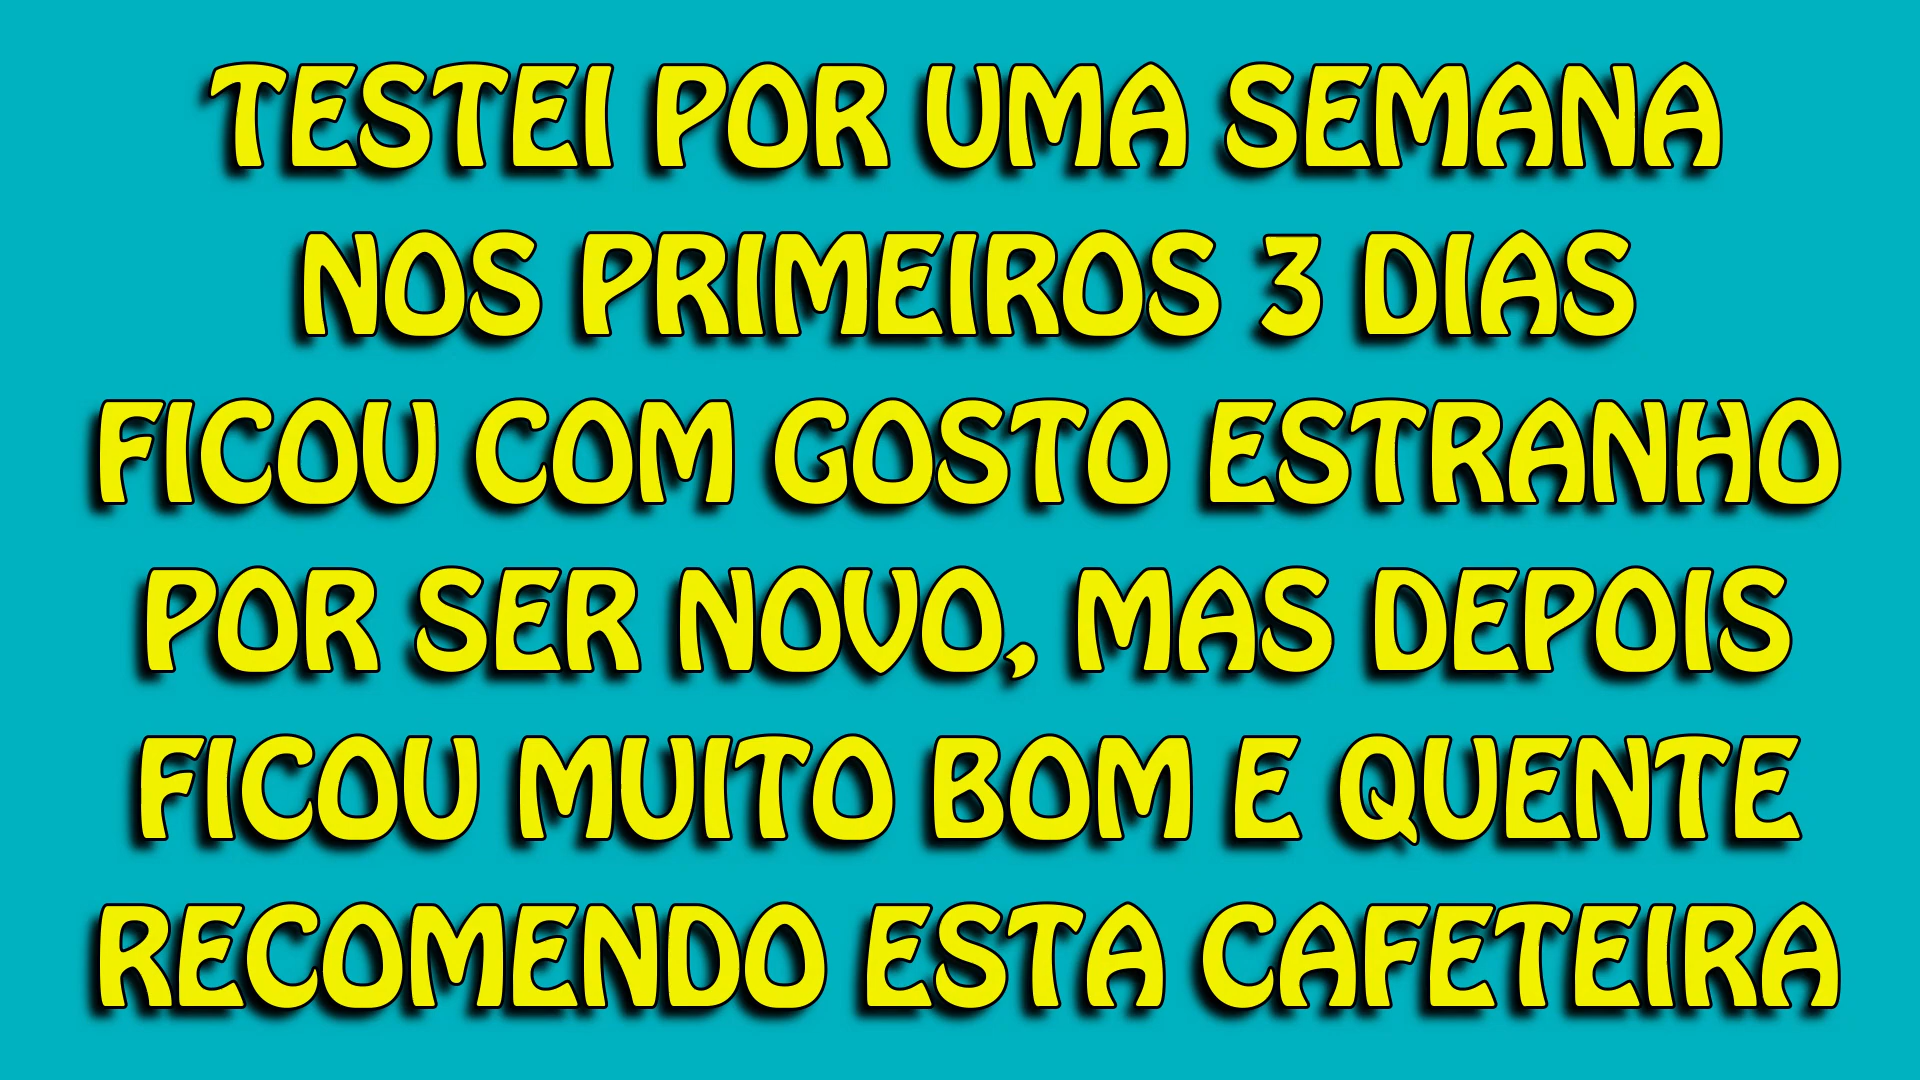 TESTEI POR UMA SEMANA
NOS PRIMEIROS 3 DIAS
FICOU COM GOSTO ESTRANHO
POR SER NOVO, MAS DEPOIS
FICOU MUITO BOM E QUENTE
RECOMENDO ESTA CAFETEIRA